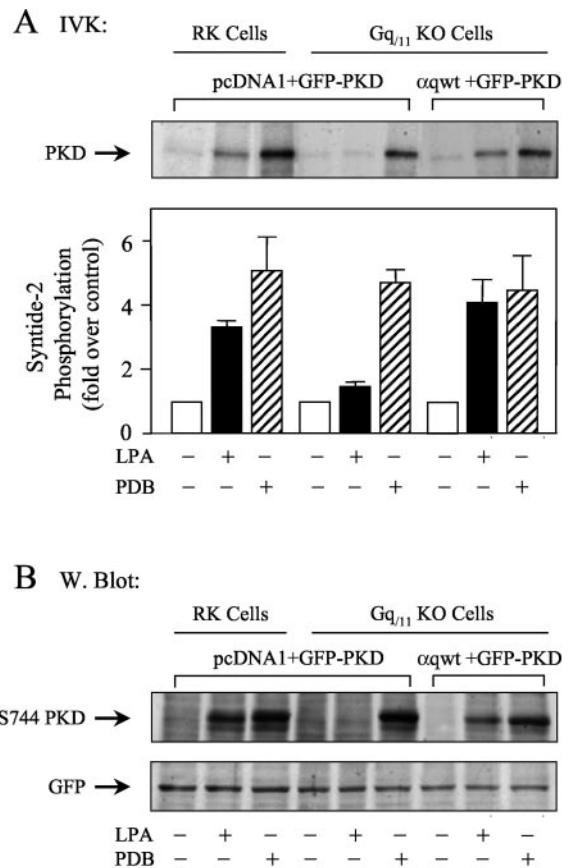 A IVK:
RK Cells Gq/11 KO Cells
pcDNA1+GFP-PKD αqwt +GFP-PKD
PKD
Syntide-2
Phosphorylation
(fold over control)
6
4
2
0
LPA − + − − + − − + −
PDB − − + − − + − − +
B W. Blot:
RK Cells Gq/11 KO Cells
pcDNA1+GFP-PKD αqwt +GFP-PKD
S744 PKD
GFP
LPA − + − − + − − + −
PDB − − + − − + − − +